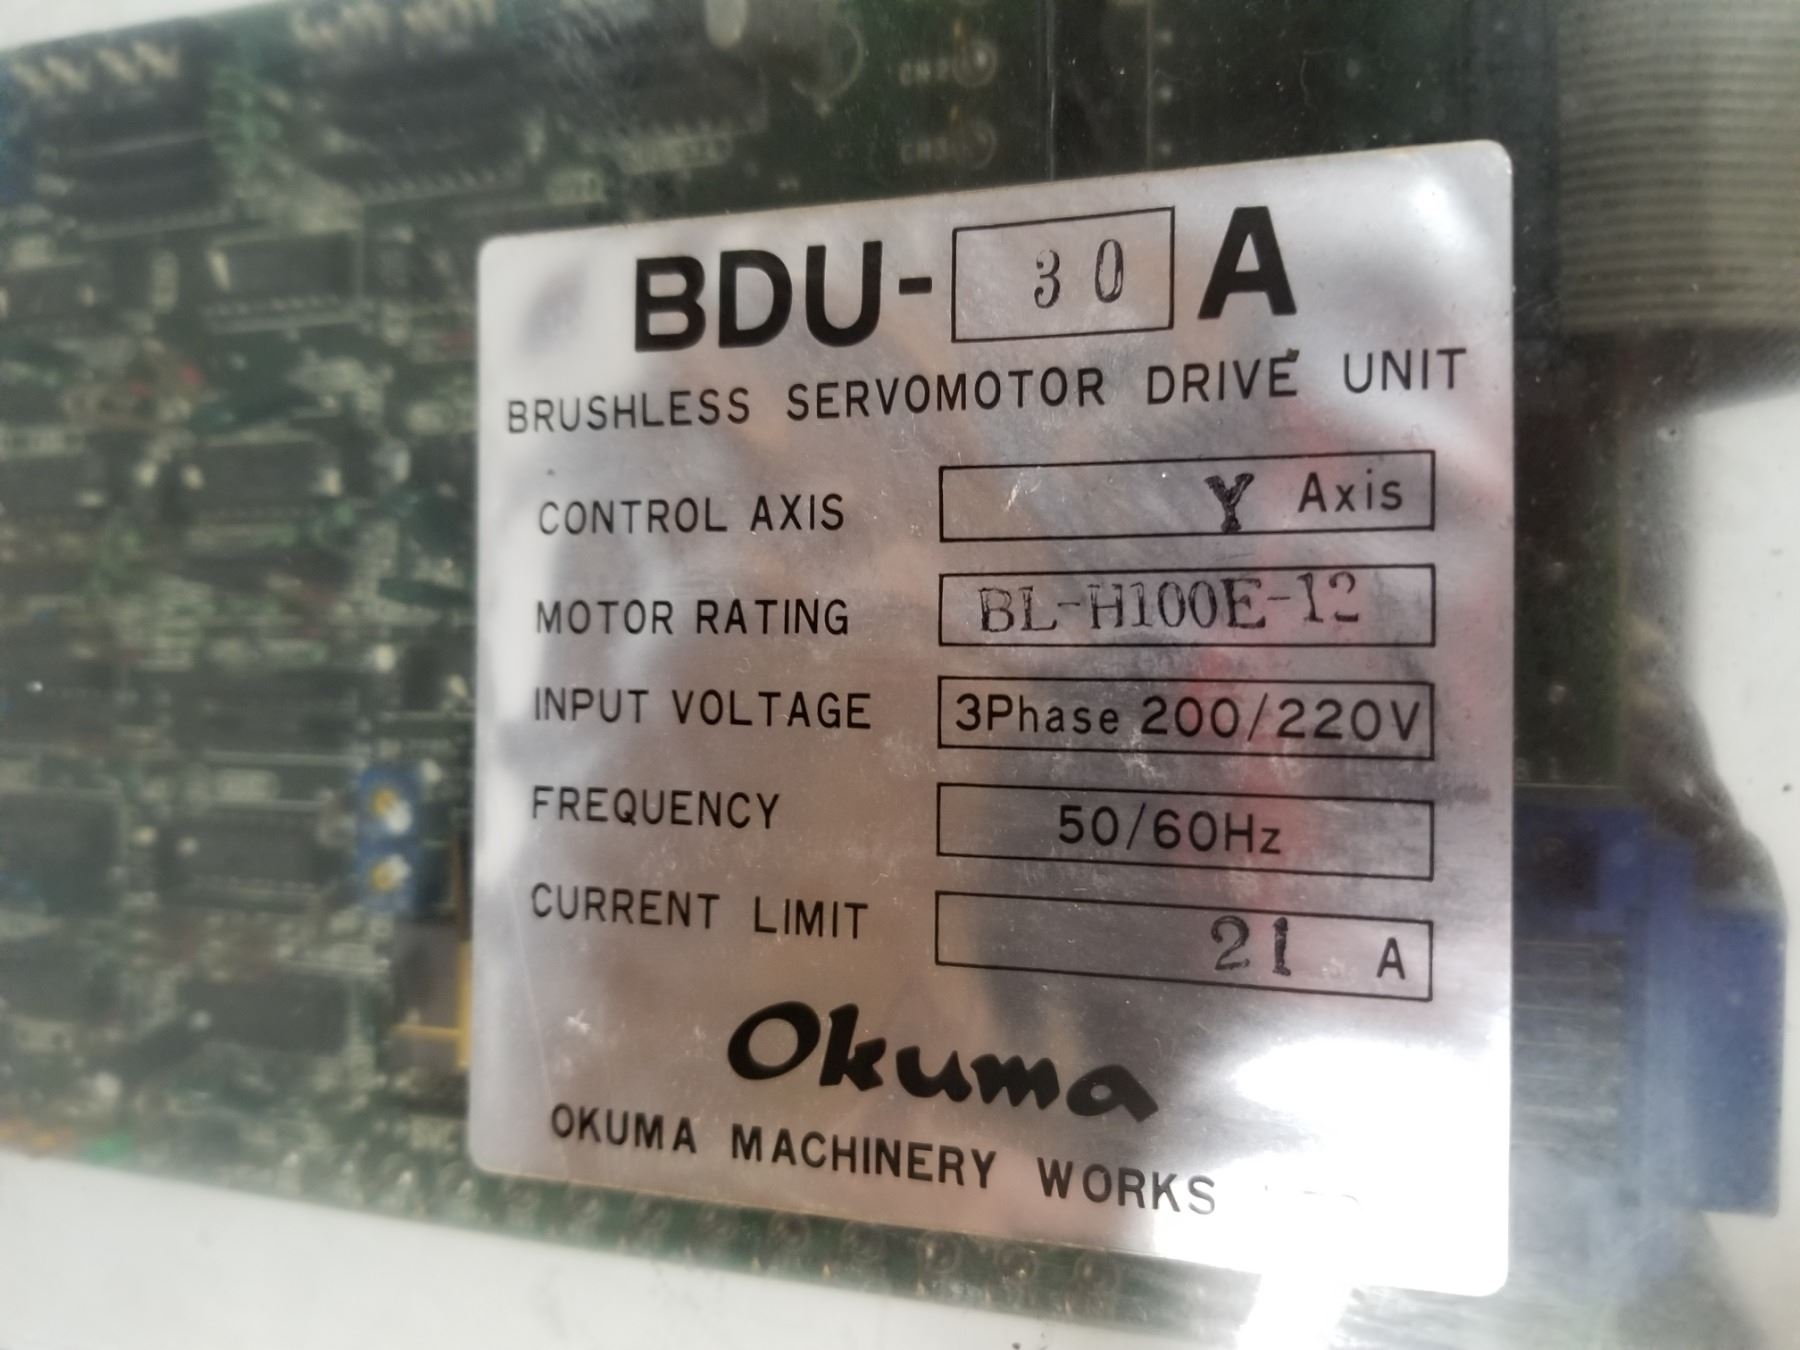 BDU-30A
BRUSHLESS SERVOMOTOR DRIVE UNIT
CONTROL AXIS Y Axis
MOTOR RATING BL-H100E-12
INPUT VOLTAGE 3Phase 200/220V
FREQUENCY 50/60Hz
CURRENT LIMIT 21 A
Okuma
OKUMA MACHINERY WORKS